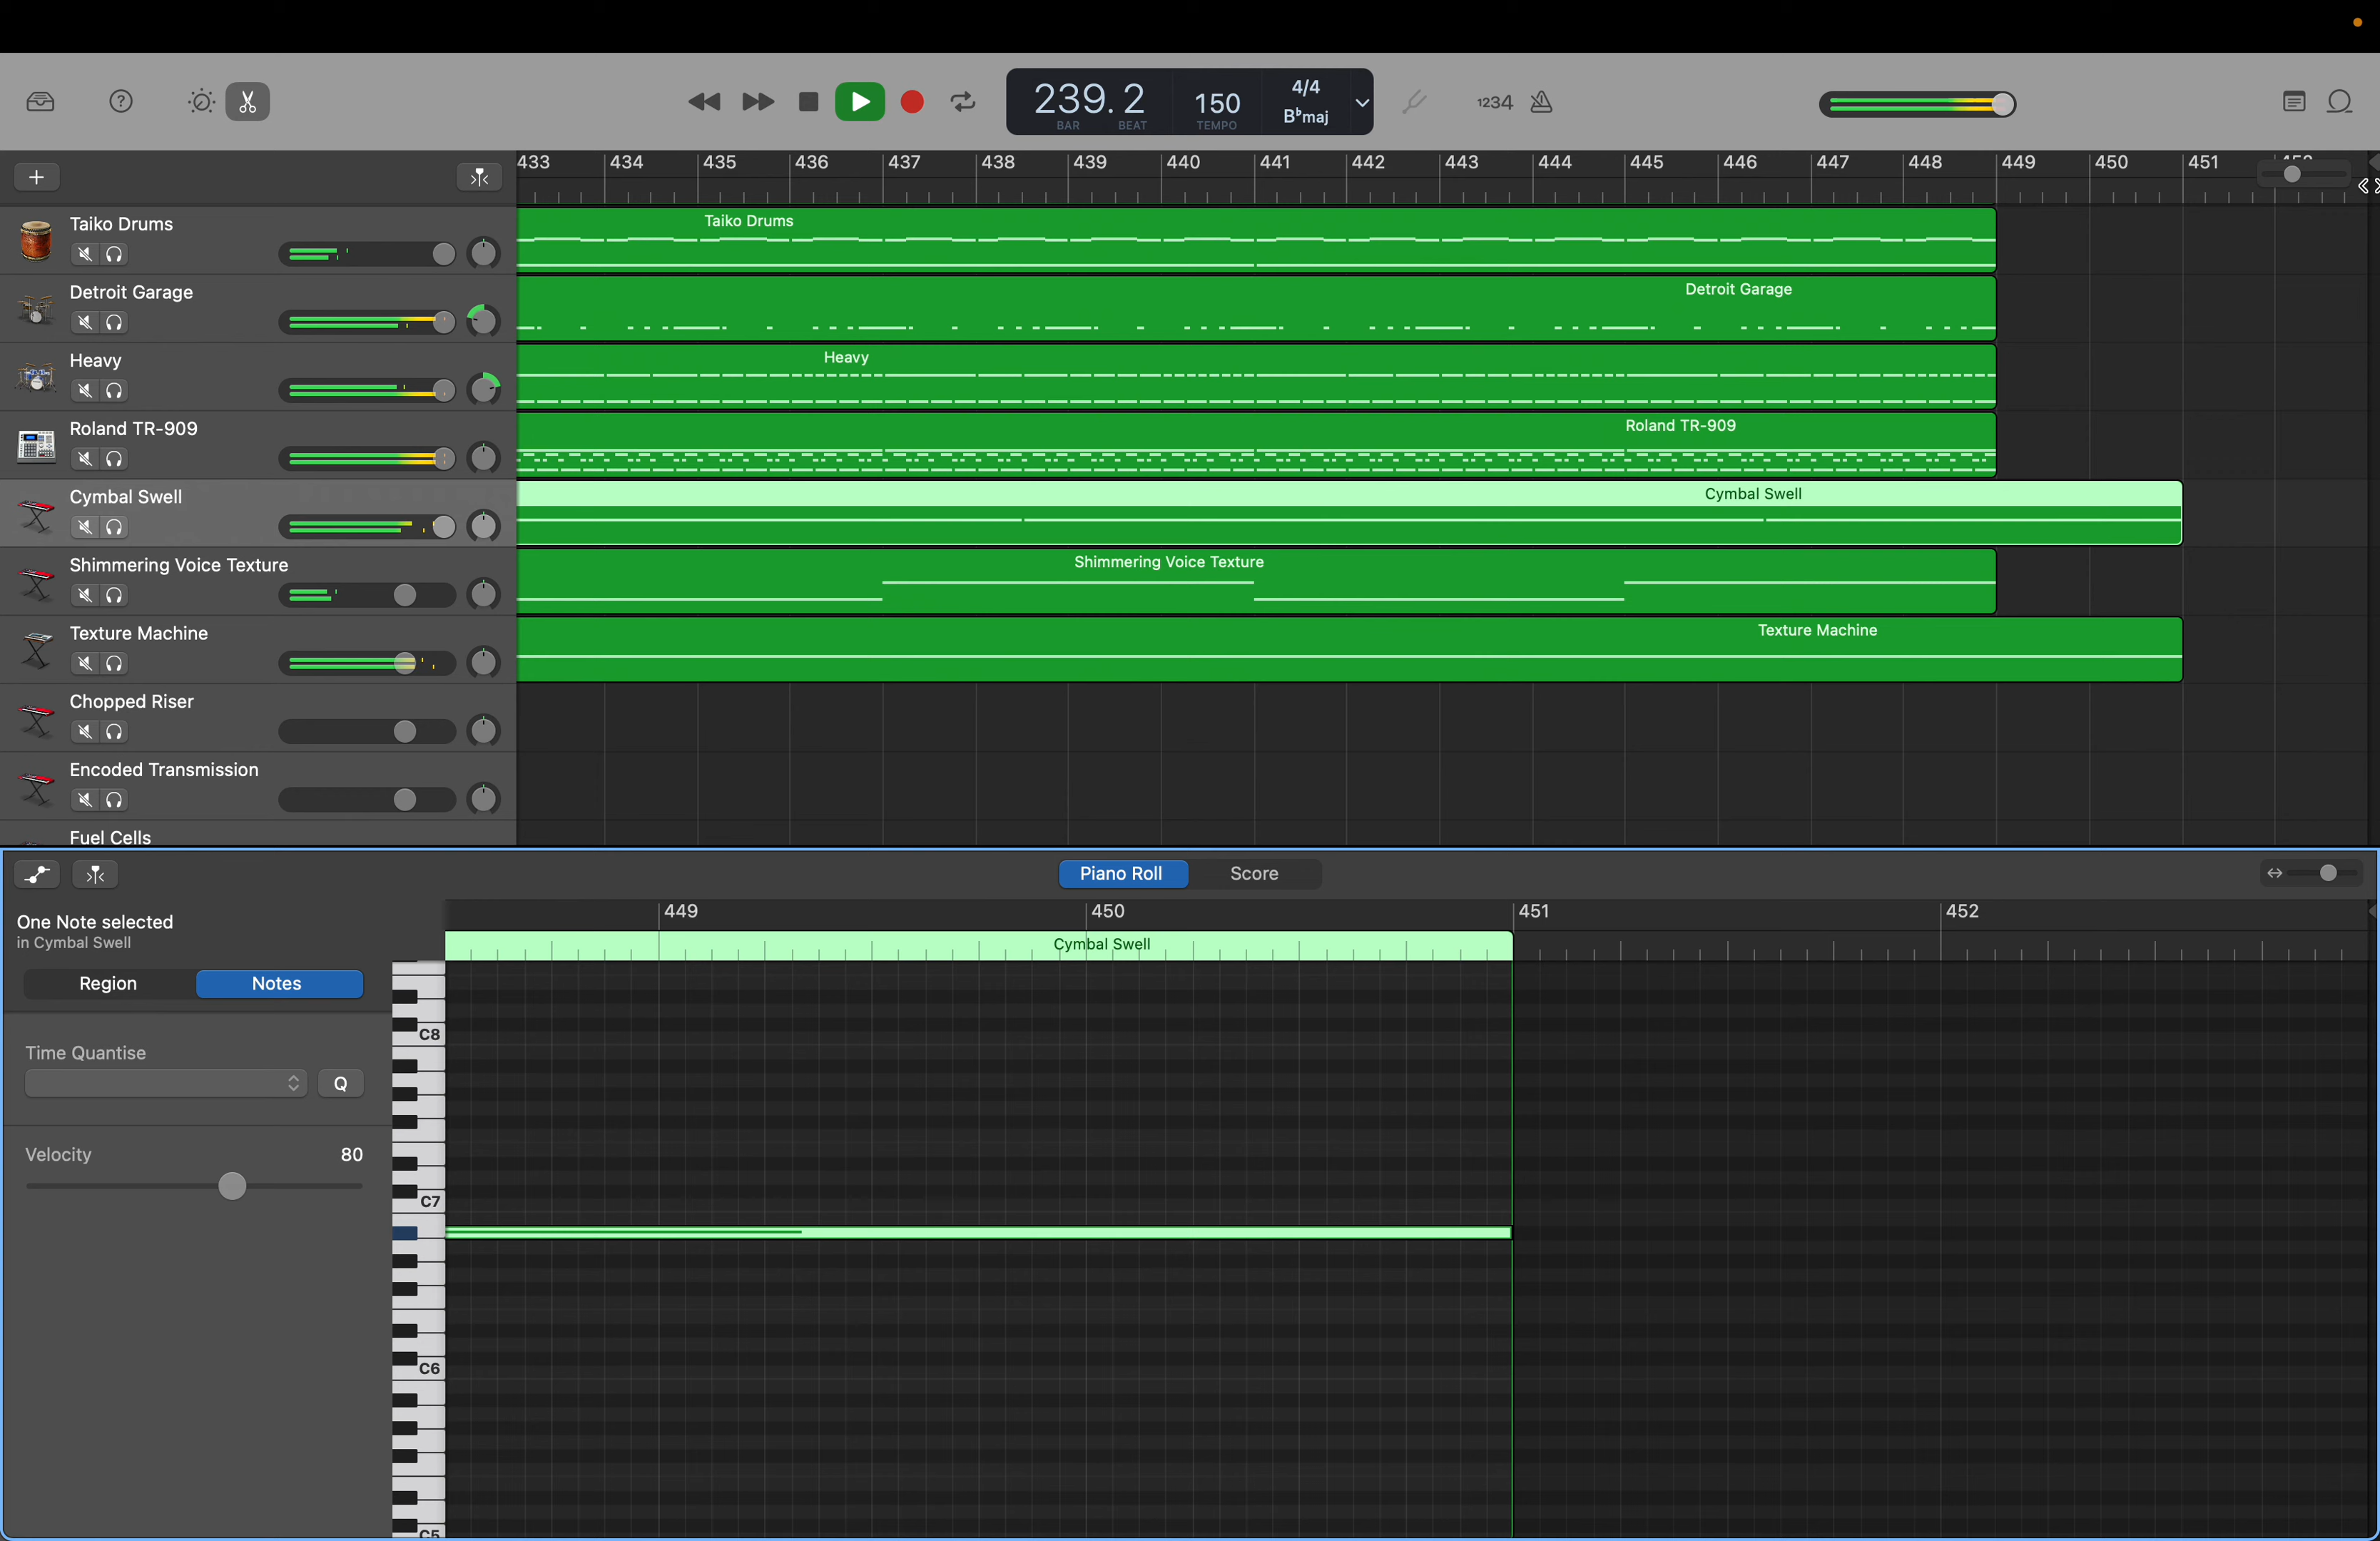 239. 2
BAR
BEAT
150
TEMPO
4/4
B♭maj
1234
433 434 435 436 437 438 439 440 441 442 443 444 445 446 447 448 449 450 451
Taiko Drums
Taiko Drums
Detroit Garage
Detroit Garage
Heavy
Heavy
Roland TR-909
Roland TR-909
Cymbal Swell
Cymbal Swell
Shimmering Voice Texture
Shimmering Voice Texture
Texture Machine
Texture Machine
Chopped Riser
Encoded Transmission
Fuel Cells
Piano Roll
Score
449 450 451 452
One Note selected
in Cymbal Swell
Cymbal Swell
Region
Notes
C8
Time Quantise
Q
Velocity
80
C7
C6
C5